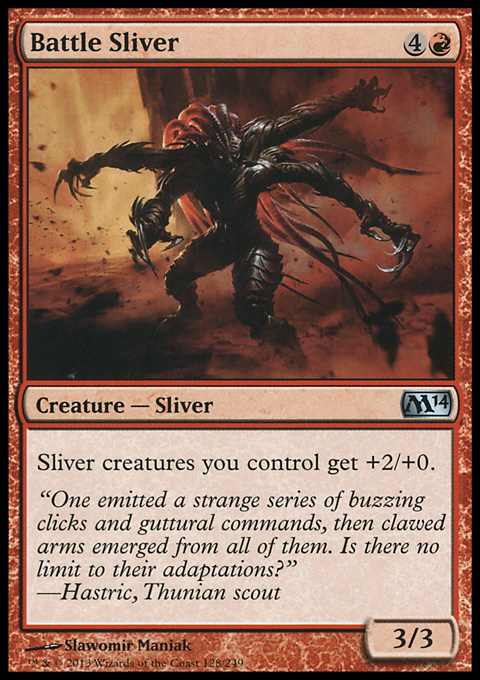 Battle Sliver 4
Creature — Sliver M14
Sliver creatures you control get +2/+0.
“One emitted a strange series of buzzing
clicks and guttural commands, then clawed
arms emerged from all of them. Is there no
limit to their adaptations?”
—Hastric, Thunian scout
3/3
Slawomir Maniak
™ & © 2013 Wizards of the Coast 128/249